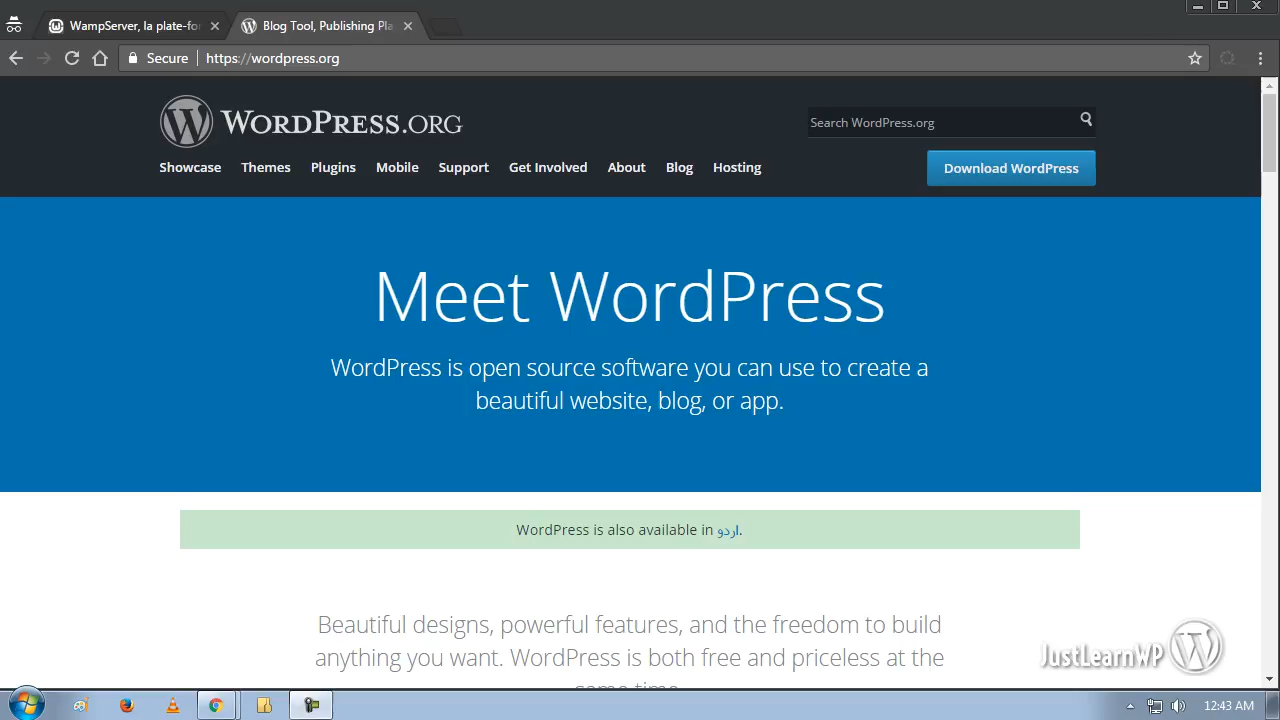 WampServer, la plate-for
Blog Tool, Publishing Pla
Secure
https://wordpress.org
WORDPRESS.ORG
Search WordPress.org
Showcase Themes Plugins Mobile Support Get Involved About Blog Hosting
Download WordPress
Meet WordPress
WordPress is open source software you can use to create a
beautiful website, blog, or app.
WordPress is also available in اردو.
Beautiful designs, powerful features, and the freedom to build
anything you want. WordPress is both free and priceless at the
same time.
JustLearnWP
12:43 AM